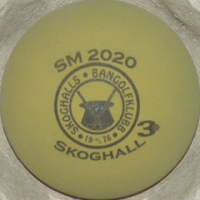 SM 2020
SKOGHALLS • BANGOLFKLUBB •
19 76
3
SKOGHALL